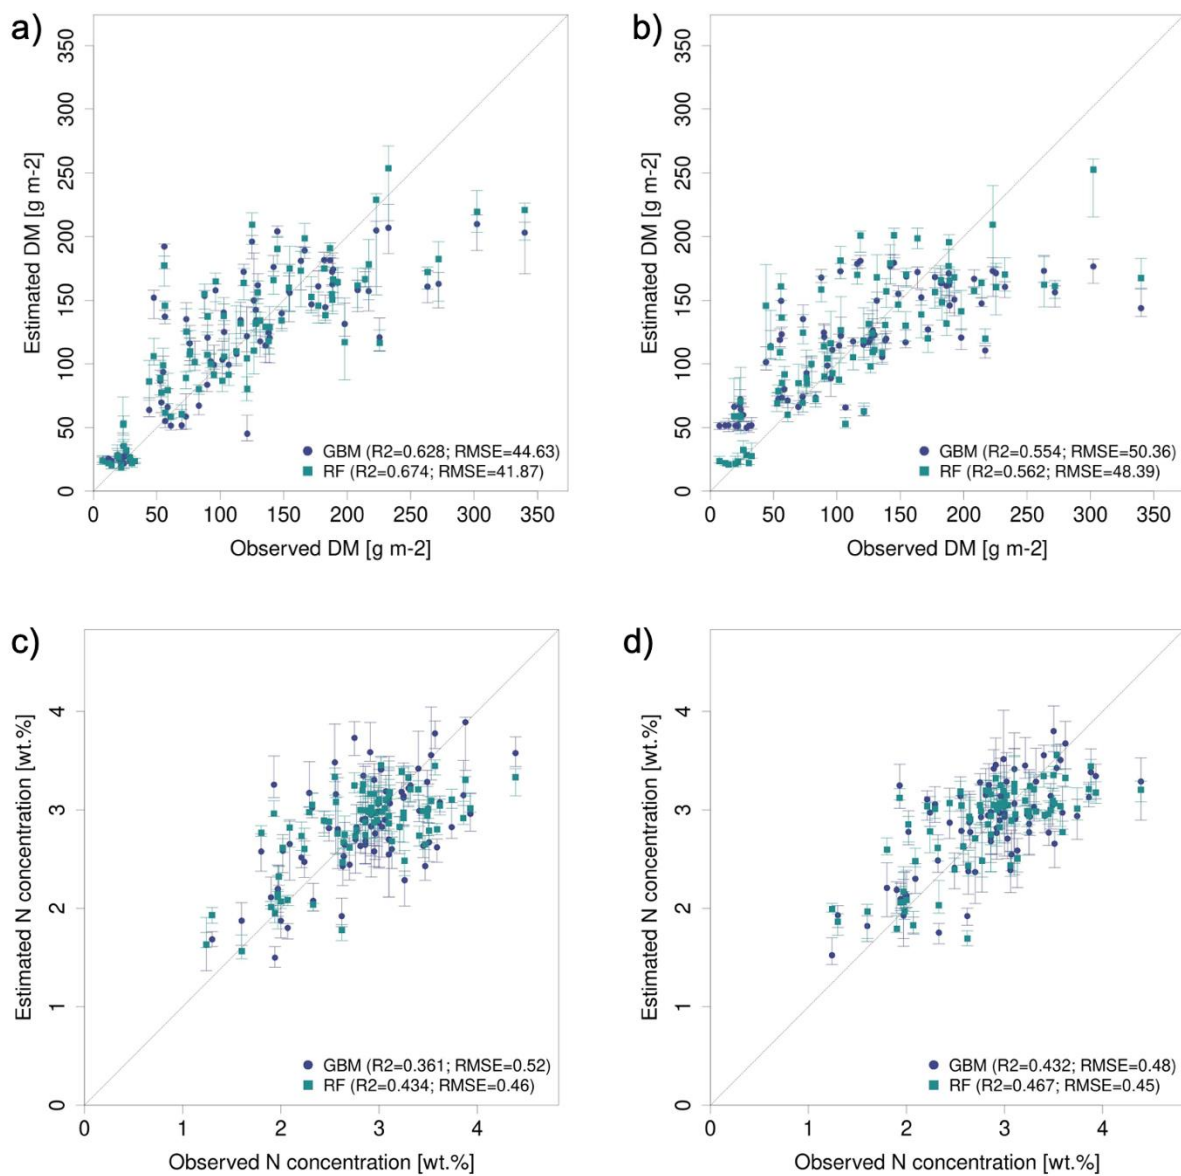 a)
350
300
250
200
150
100
50
0
Estimated DM [g m-2]
GBM (R2=0.628; RMSE=44.63)
RF (R2=0.674; RMSE=41.87)
0 50 100 150 200 250 300 350
Observed DM [g m-2]
b)
350
300
250
200
150
100
50
0
Estimated DM [g m-2]
GBM (R2=0.554; RMSE=50.36)
RF (R2=0.562; RMSE=48.39)
0 50 100 150 200 250 300 350
Observed DM [g m-2]
c)
4
3
2
1
0
Estimated N concentration [wt.%]
GBM (R2=0.361; RMSE=0.52)
RF (R2=0.434; RMSE=0.46)
0 1 2 3 4
Observed N concentration [wt.%]
d)
4
3
2
1
0
Estimated N concentration [wt.%]
GBM (R2=0.432; RMSE=0.48)
RF (R2=0.467; RMSE=0.45)
0 1 2 3 4
Observed N concentration [wt.%]